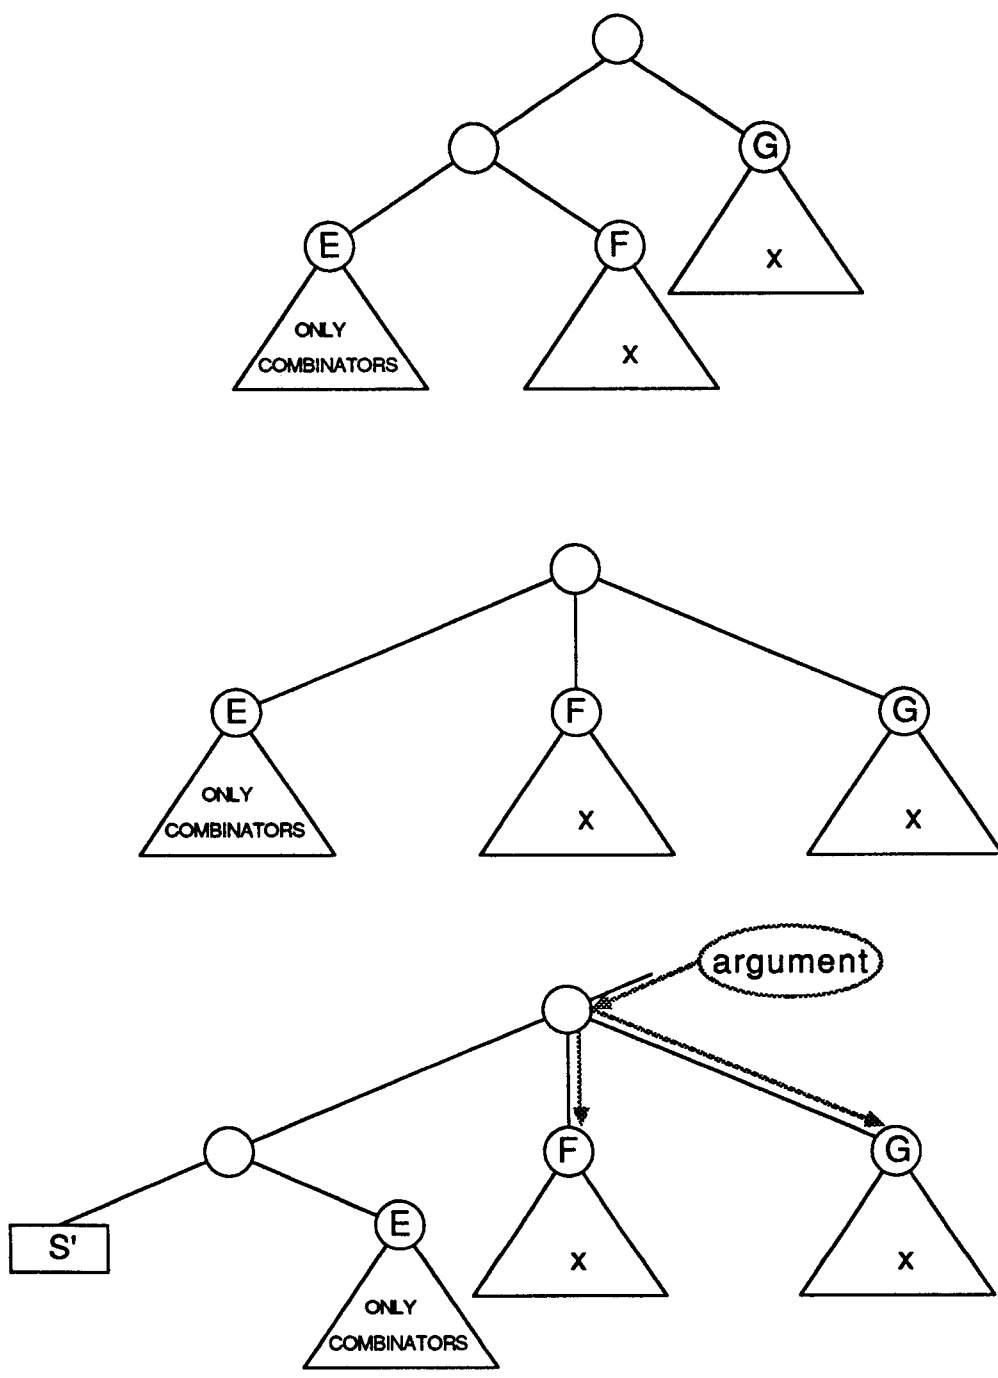 G
E
F
x
ONLY
COMBINATORS
x
E
F
G
ONLY
COMBINATORS
x
x
argument
F
G
E
S'
x
x
ONLY
COMBINATORS